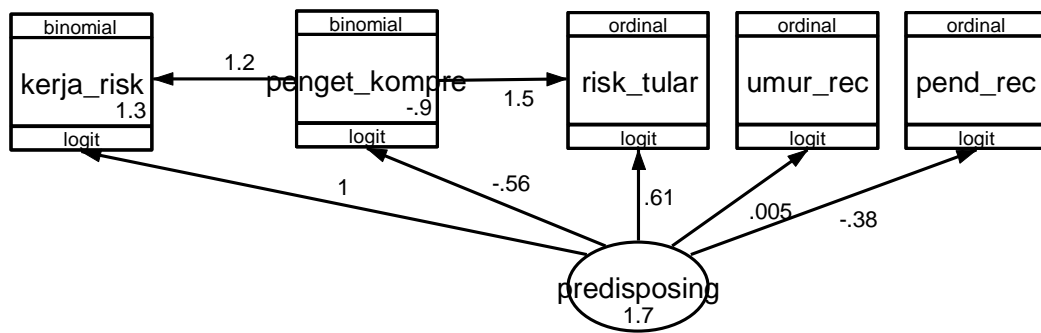 binomial
kerja_risk
1.3
logit
1.2
binomial
penget_kompre
-.9
logit
1.5
ordinal
risk_tular
logit
ordinal
umur_rec
logit
ordinal
pend_rec
logit
1
-.56
.61
.005
-.38
predisposing
1.7